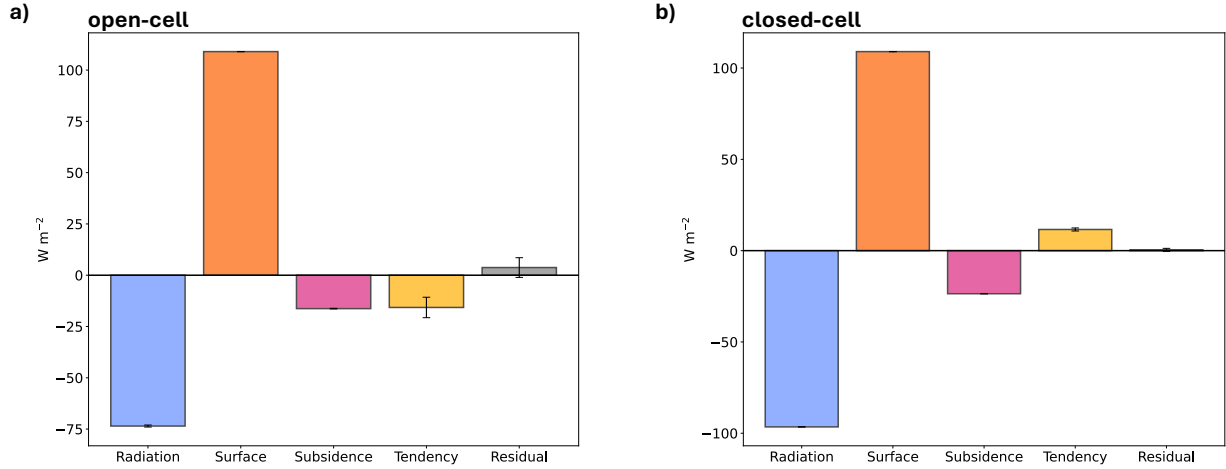 a)
open-cell
100
75
50
25
0
−25
−50
−75
W m⁻²
Radiation Surface Subsidence Tendency Residual
b)
closed-cell
100
50
0
−50
−100
W m⁻²
Radiation Surface Subsidence Tendency Residual